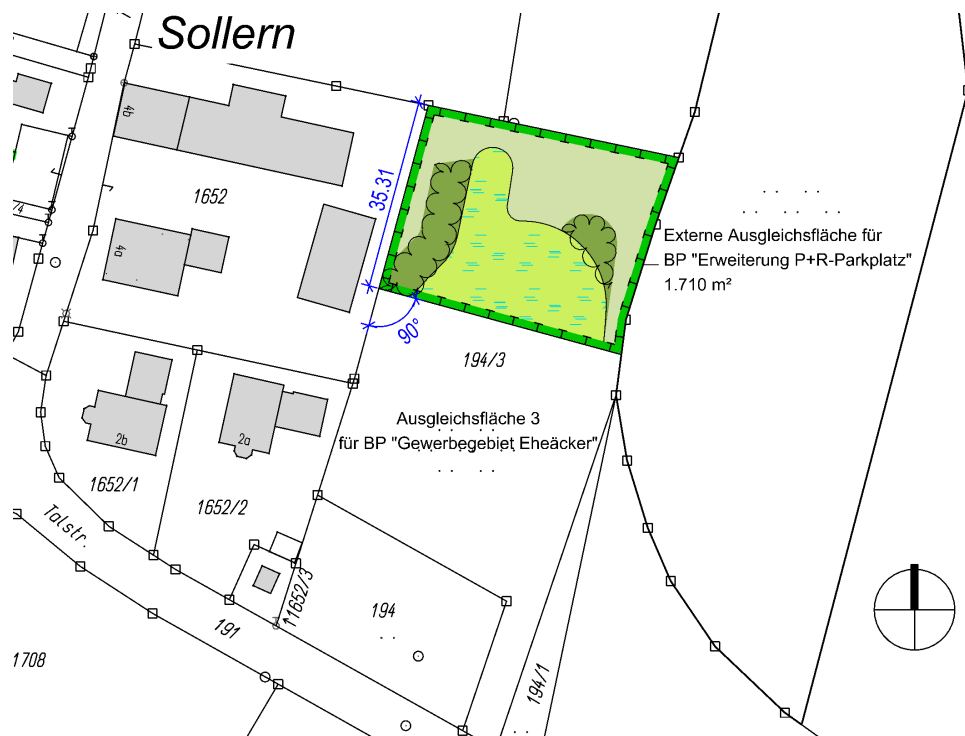 Sollern
4b
35.31
1652
/4
4a
Externe Ausgleichsfläche für
BP "Erweiterung P+R-Parkplatz"
1.710 m²
90°
194/3
Ausgleichsfläche 3
für BP "Gewerbegebiet Eheäcker"
2b
2a
1652/1
1652/2
Talstr.
1652/3
194
191
1708
194/1